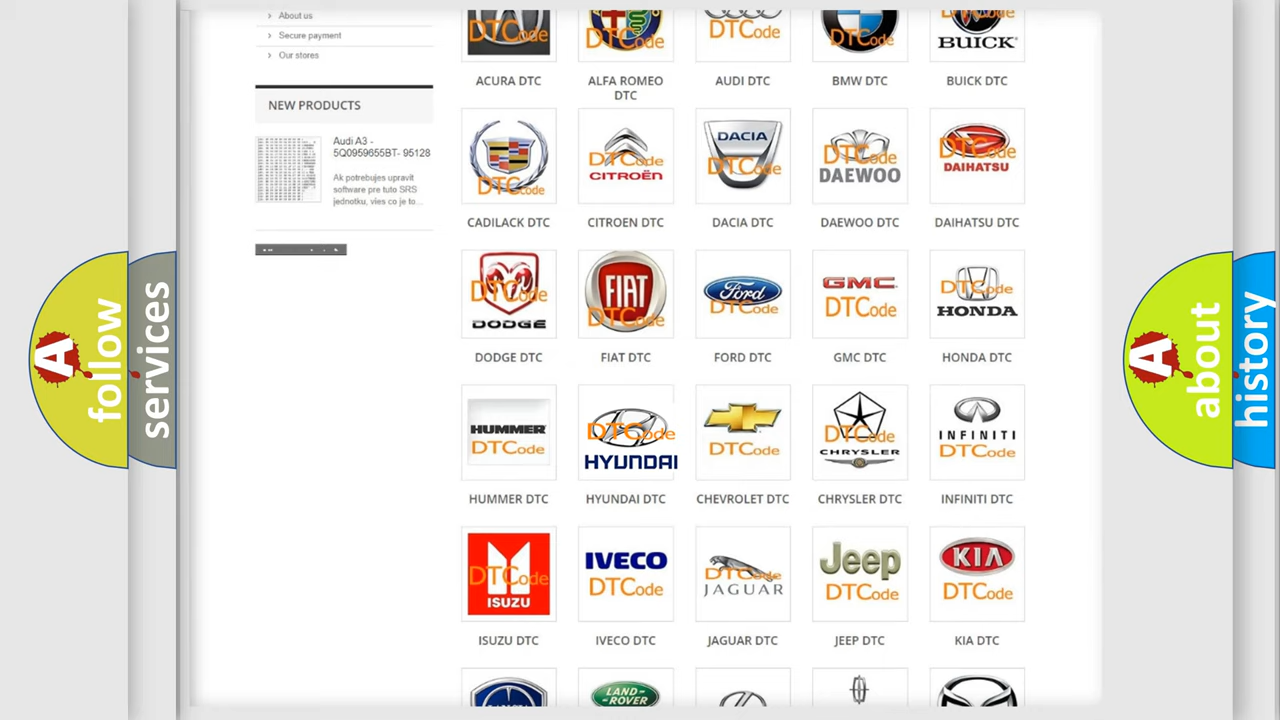 About us
Secure payment
Our stores
NEW PRODUCTS
Audi A3 -
5Q0959655BT- 95128
Ak potrebujes upravit
software pre tuto SRS
jednotku, vies co je to...
DTCode DTCode DTCode DTCode BUICK
ACURA DTC ALFA ROMEO DTC AUDI DTC BMW DTC BUICK DTC
DTCode DTCode CITROËN DACIA DTCode DTCode DAEWOO DTCode DAIHATSU
CADILACK DTC CITROEN DTC DACIA DTC DAEWOO DTC DAIHATSU DTC
DTCode DODGE FIAT DTCode Ford DTCode GMC DTCode DTCode HONDA
DODGE DTC FIAT DTC FORD DTC GMC DTC HONDA DTC
HUMMER DTCode DTCode HYUNDAI DTCode DTCode CHRYSLER INFINITI DTCode
HUMMER DTC HYUNDAI DTC CHEVROLET DTC CHRYSLER DTC INFINITI DTC
DTCode ISUZU IVECO DTCode DTCode JAGUAR Jeep DTCode KIA DTCode
ISUZU DTC IVECO DTC JAGUAR DTC JEEP DTC KIA DTC
LAND-
ROVER
A follow
services
A about
history